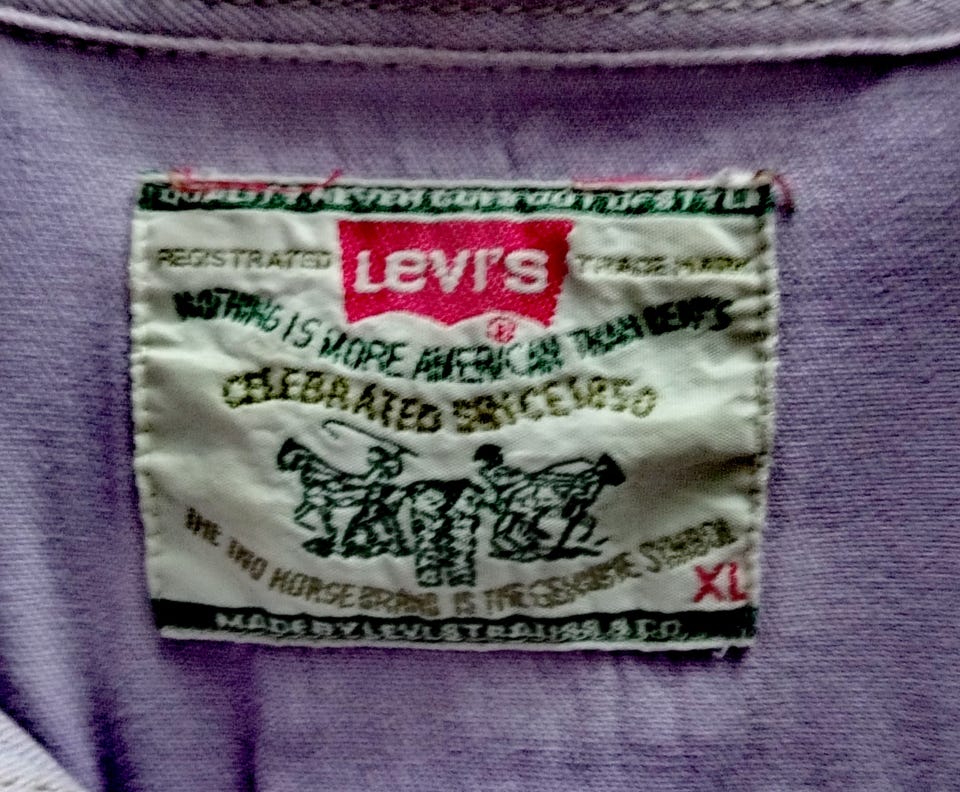 QUALITY NEVER GOES OUT OF STYLE
REGISTRATED Levi's TRADE MARK
®
NOTHING IS MORE AMERICAN THAN LEVI'S
CELEBRATED SINCE 1850
THE TWO HORSE BRAND IS THE GENUINE SYMBOL
XL
MADE BY LEVI STRAUSS & CO